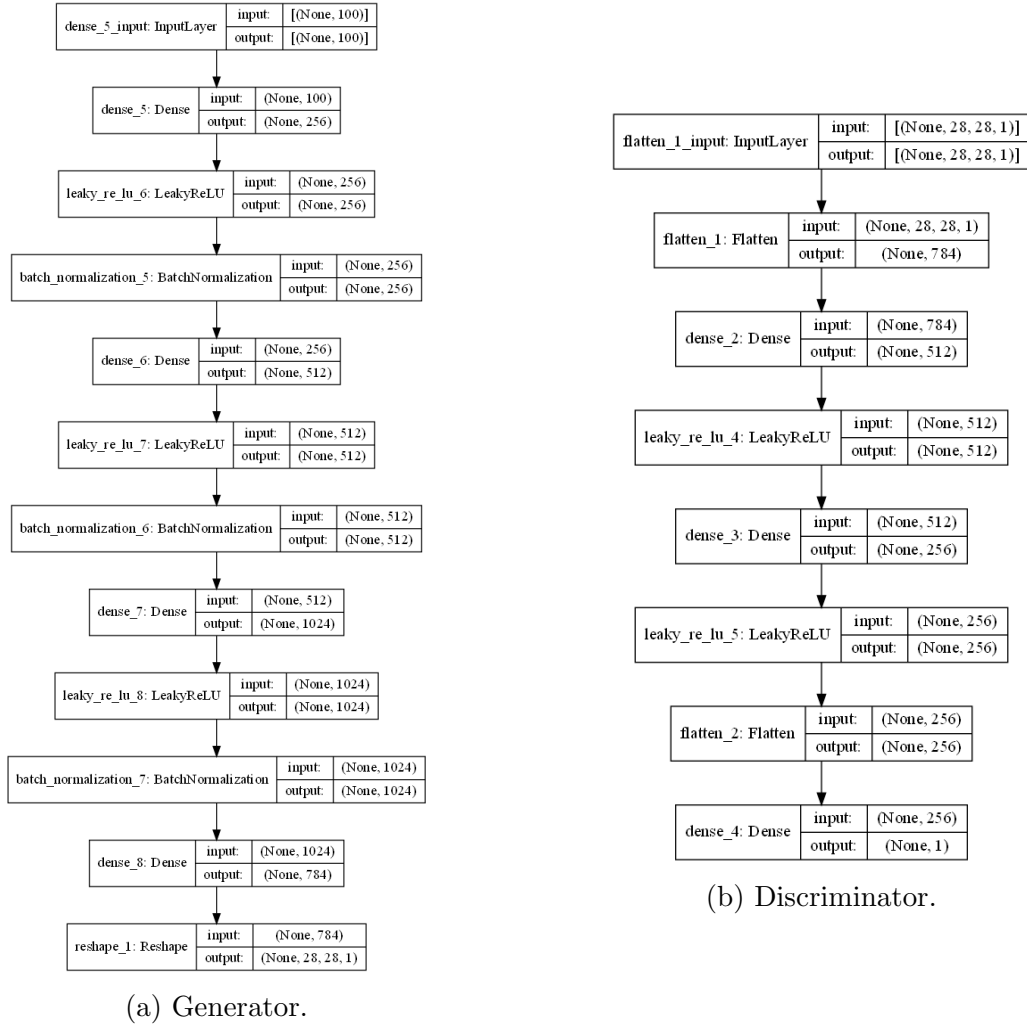 dense_5_input: InputLayer input: [(None, 100)]
output: [(None, 100)]
dense_5: Dense input: (None, 100)
output: (None, 256)
leaky_re_lu_6: LeakyReLU input: (None, 256)
output: (None, 256)
batch_normalization_5: BatchNormalization input: (None, 256)
output: (None, 256)
dense_6: Dense input: (None, 256)
output: (None, 512)
leaky_re_lu_7: LeakyReLU input: (None, 512)
output: (None, 512)
batch_normalization_6: BatchNormalization input: (None, 512)
output: (None, 512)
dense_7: Dense input: (None, 512)
output: (None, 1024)
leaky_re_lu_8: LeakyReLU input: (None, 1024)
output: (None, 1024)
batch_normalization_7: BatchNormalization input: (None, 1024)
output: (None, 1024)
dense_8: Dense input: (None, 1024)
output: (None, 784)
reshape_1: Reshape input: (None, 784)
output: (None, 28, 28, 1)
(a) Generator.
flatten_1_input: InputLayer input: [(None, 28, 28, 1)]
output: [(None, 28, 28, 1)]
flatten_1: Flatten input: (None, 28, 28, 1)
output: (None, 784)
dense_2: Dense input: (None, 784)
output: (None, 512)
leaky_re_lu_4: LeakyReLU input: (None, 512)
output: (None, 512)
dense_3: Dense input: (None, 512)
output: (None, 256)
leaky_re_lu_5: LeakyReLU input: (None, 256)
output: (None, 256)
flatten_2: Flatten input: (None, 256)
output: (None, 256)
dense_4: Dense input: (None, 256)
output: (None, 1)
(b) Discriminator.